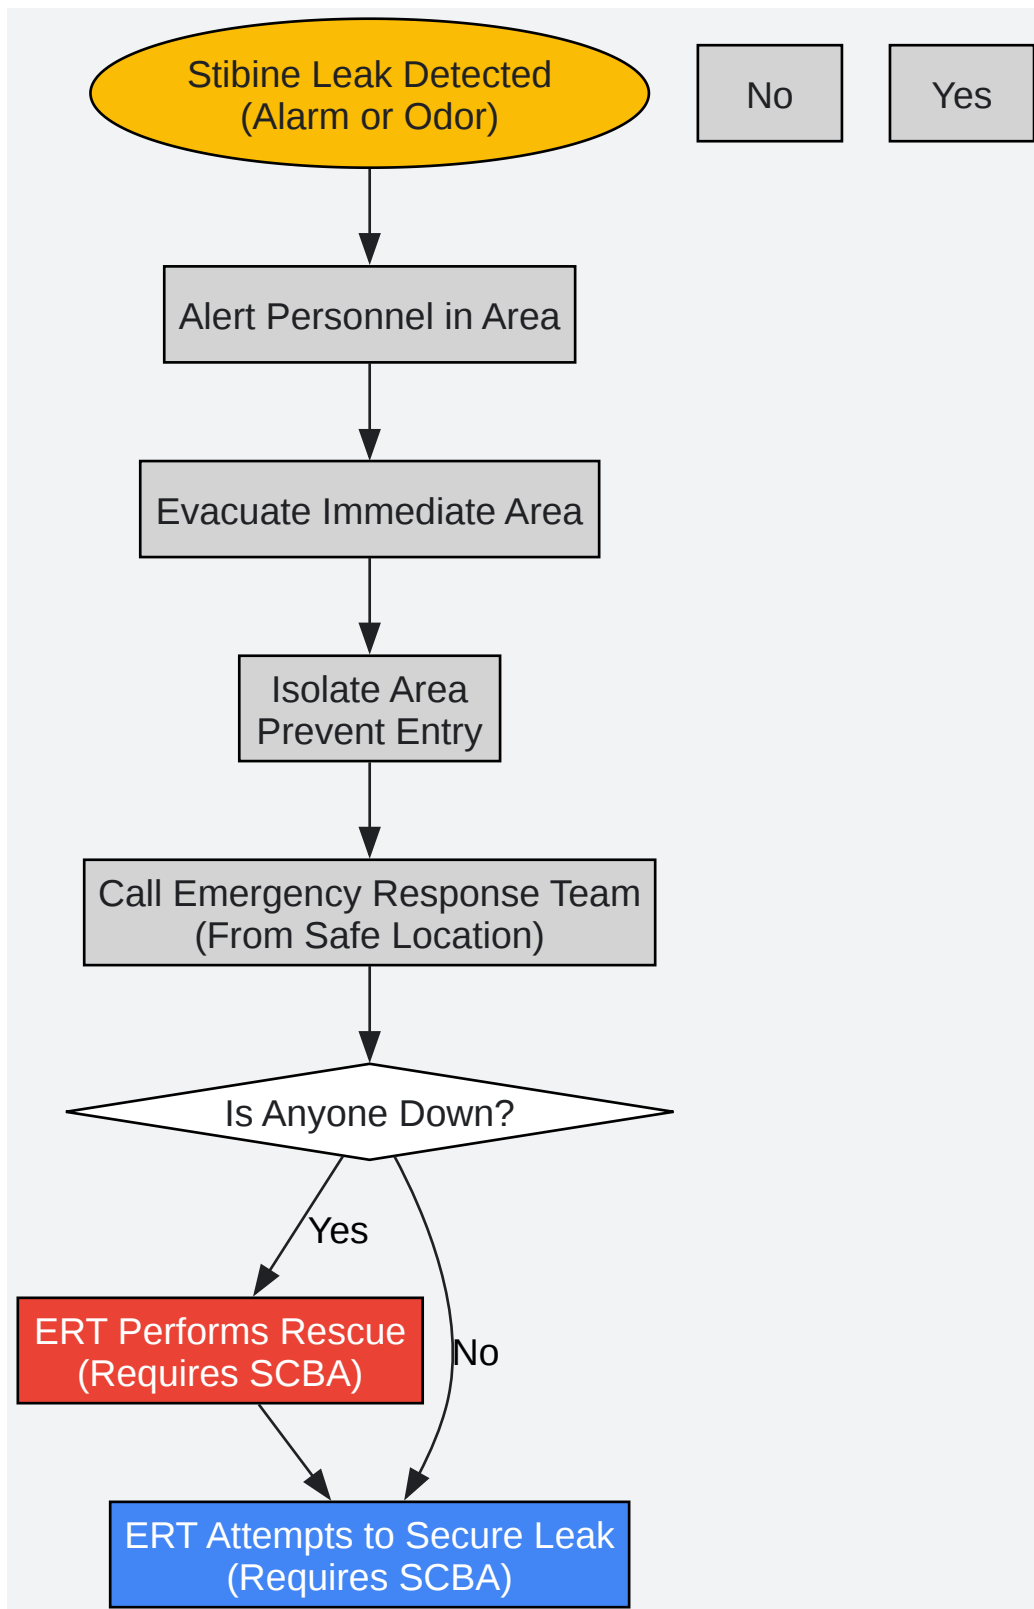 Stibine Leak Detected
(Alarm or Odor)
No
Yes
Alert Personnel in Area
Evacuate Immediate Area
Isolate Area
Prevent Entry
Call Emergency Response Team
(From Safe Location)
Is Anyone Down?
Yes
ERT Performs Rescue
(Requires SCBA)
No
ERT Attempts to Secure Leak
(Requires SCBA)